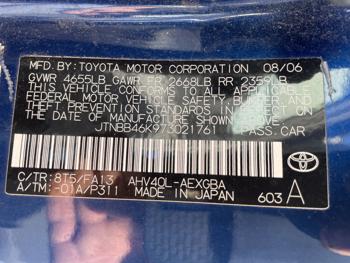 MFD. BY: TOYOTA MOTOR CORPORATION 08/06
GVWR 4655LB GAWR FR 2668LB RR 2359LB
THIS VEHICLE CONFORMS TO ALL APPLICABLE
FEDERAL MOTOR VEHICLE SAFETY, BUMPER, AND
THEFT PREVENTION STANDARDS IN EFFECT ON
THE DATE OF MANUFACTURE SHOWN ABOVE.
JTNBB46K973021761 PASS.CAR
TOYOTA
C/TR: 8T5/FA13 AHV40L-AEXGBA
A/TM: -01A/P311 MADE IN JAPAN 603 A